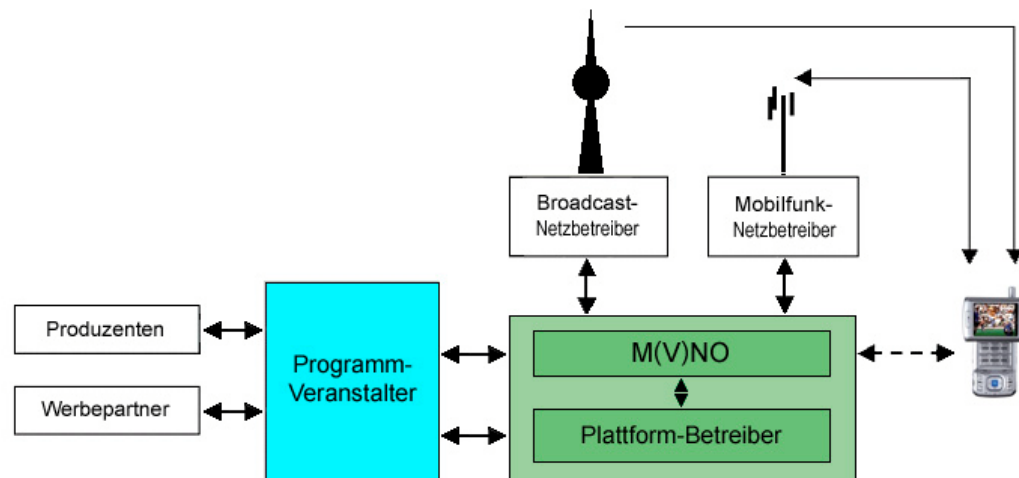 Broadcast-
Netzbetreiber
Mobilfunk-
Netzbetreiber
Produzenten
Werbepartner
Programm-
Veranstalter
M(V)NO
Plattform-Betreiber